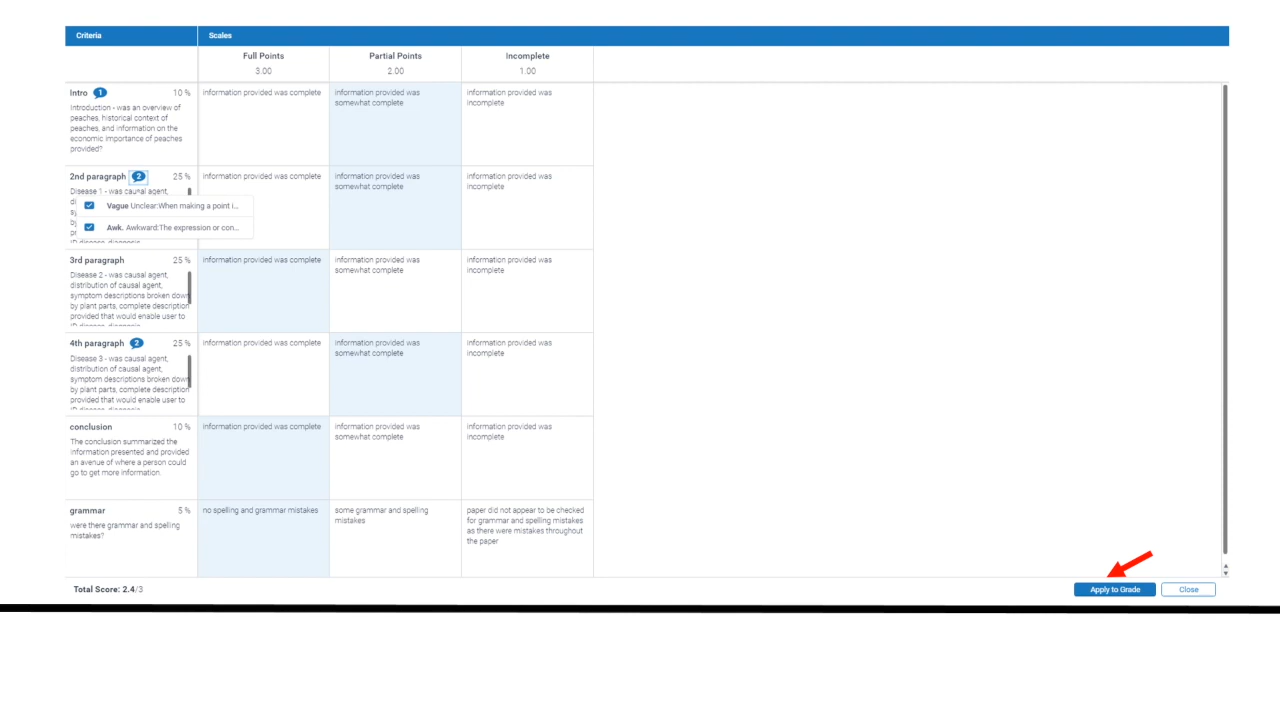 Criteria
Scales
Full Points
Partial Points
Incomplete
3.00
2.00
1.00
Intro 1 10 %
Introduction - was an overview of
peaches, historical context of
peaches, and information on the
economic importance of peaches
provided?
information provided was complete
information provided was
somewhat complete
information provided was
incomplete
2nd paragraph 2 25 %
Disease 1 - was causal agent,
Vague Unclear:When making a point i...
Awk. Awkward:The expression or con...
information provided was complete
information provided was
somewhat complete
information provided was
incomplete
3rd paragraph 25 %
Disease 2 - was causal agent,
distribution of causal agent,
symptom descriptions broken down
by plant parts, complete description
provided that would enable user to
information provided was complete
information provided was
somewhat complete
information provided was
incomplete
4th paragraph 2 25 %
Disease 3 - was causal agent,
distribution of causal agent,
symptom descriptions broken down
by plant parts, complete description
provided that would enable user to
information provided was complete
information provided was
somewhat complete
information provided was
incomplete
conclusion 10 %
The conclusion summarized the
information presented and provided
an avenue of where a person could
go to get more information.
information provided was complete
information provided was
somewhat complete
information provided was
incomplete
grammar 5 %
were there grammar and spelling
mistakes?
no spelling and grammar mistakes
some grammar and spelling
mistakes
paper did not appear to be checked
for grammar and spelling mistakes
as there were mistakes throughout
the paper
Total Score: 2.4/3
Apply to Grade
Close